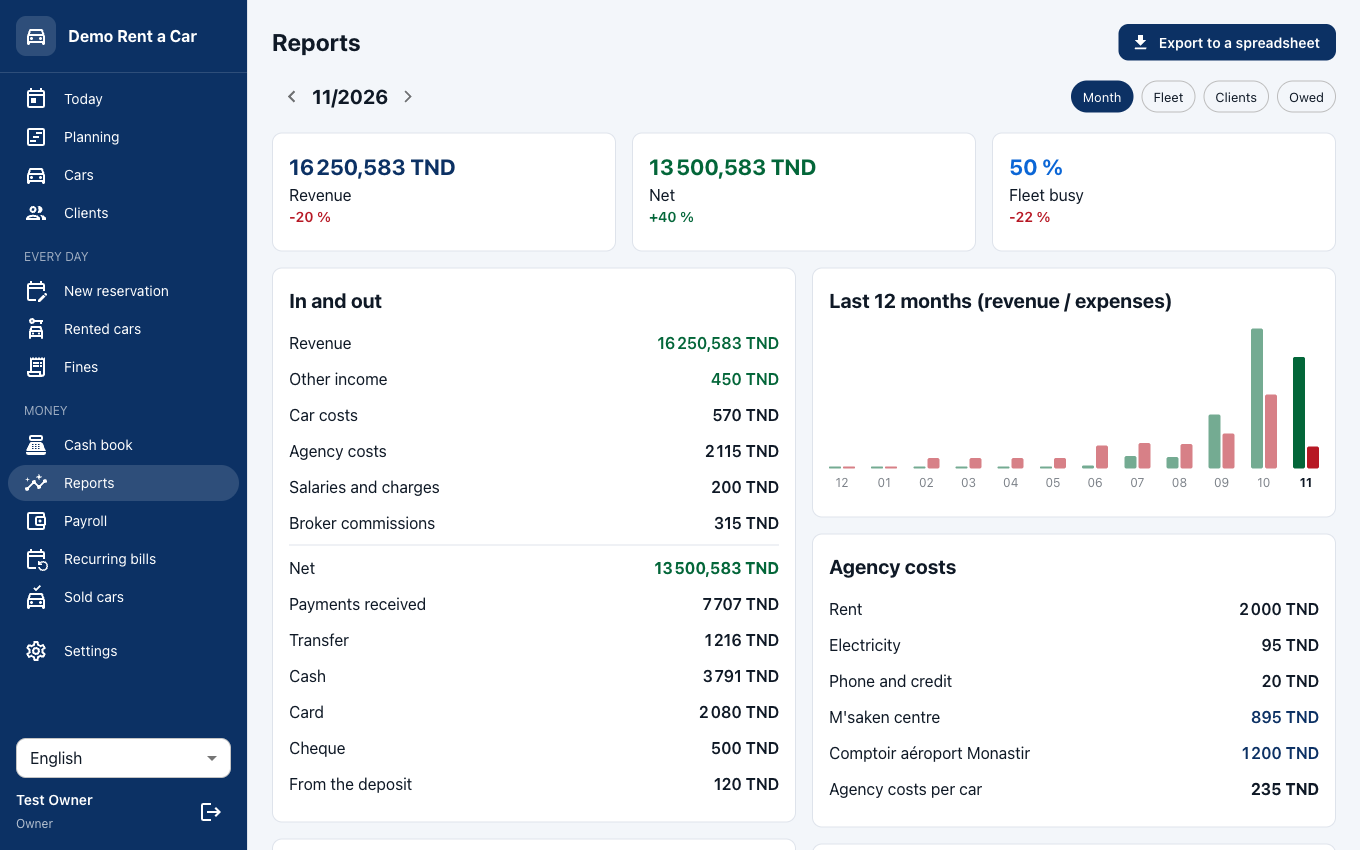 Demo Rent a Car
Today
Planning
Cars
Clients
EVERY DAY
New reservation
Rented cars
Fines
MONEY
Cash book
Reports
Payroll
Recurring bills
Sold cars
Settings
English
Test Owner
Owner
Reports
Export to a spreadsheet
11/2026
Month
Fleet
Clients
Owed
16 250,583 TND
Revenue
-20 %
13 500,583 TND
Net
+40 %
50 %
Fleet busy
-22 %
In and out
Revenue 16 250,583 TND
Other income 450 TND
Car costs 570 TND
Agency costs 2 115 TND
Salaries and charges 200 TND
Broker commissions 315 TND
Net 13 500,583 TND
Payments received 7 707 TND
Transfer 1 216 TND
Cash 3 791 TND
Card 2 080 TND
Cheque 500 TND
From the deposit 120 TND
Last 12 months (revenue / expenses)
12 01 02 03 04 05 06 07 08 09 10 11
Agency costs
Rent 2 000 TND
Electricity 95 TND
Phone and credit 20 TND
M'saken centre 895 TND
Comptoir aéroport Monastir 1 200 TND
Agency costs per car 235 TND